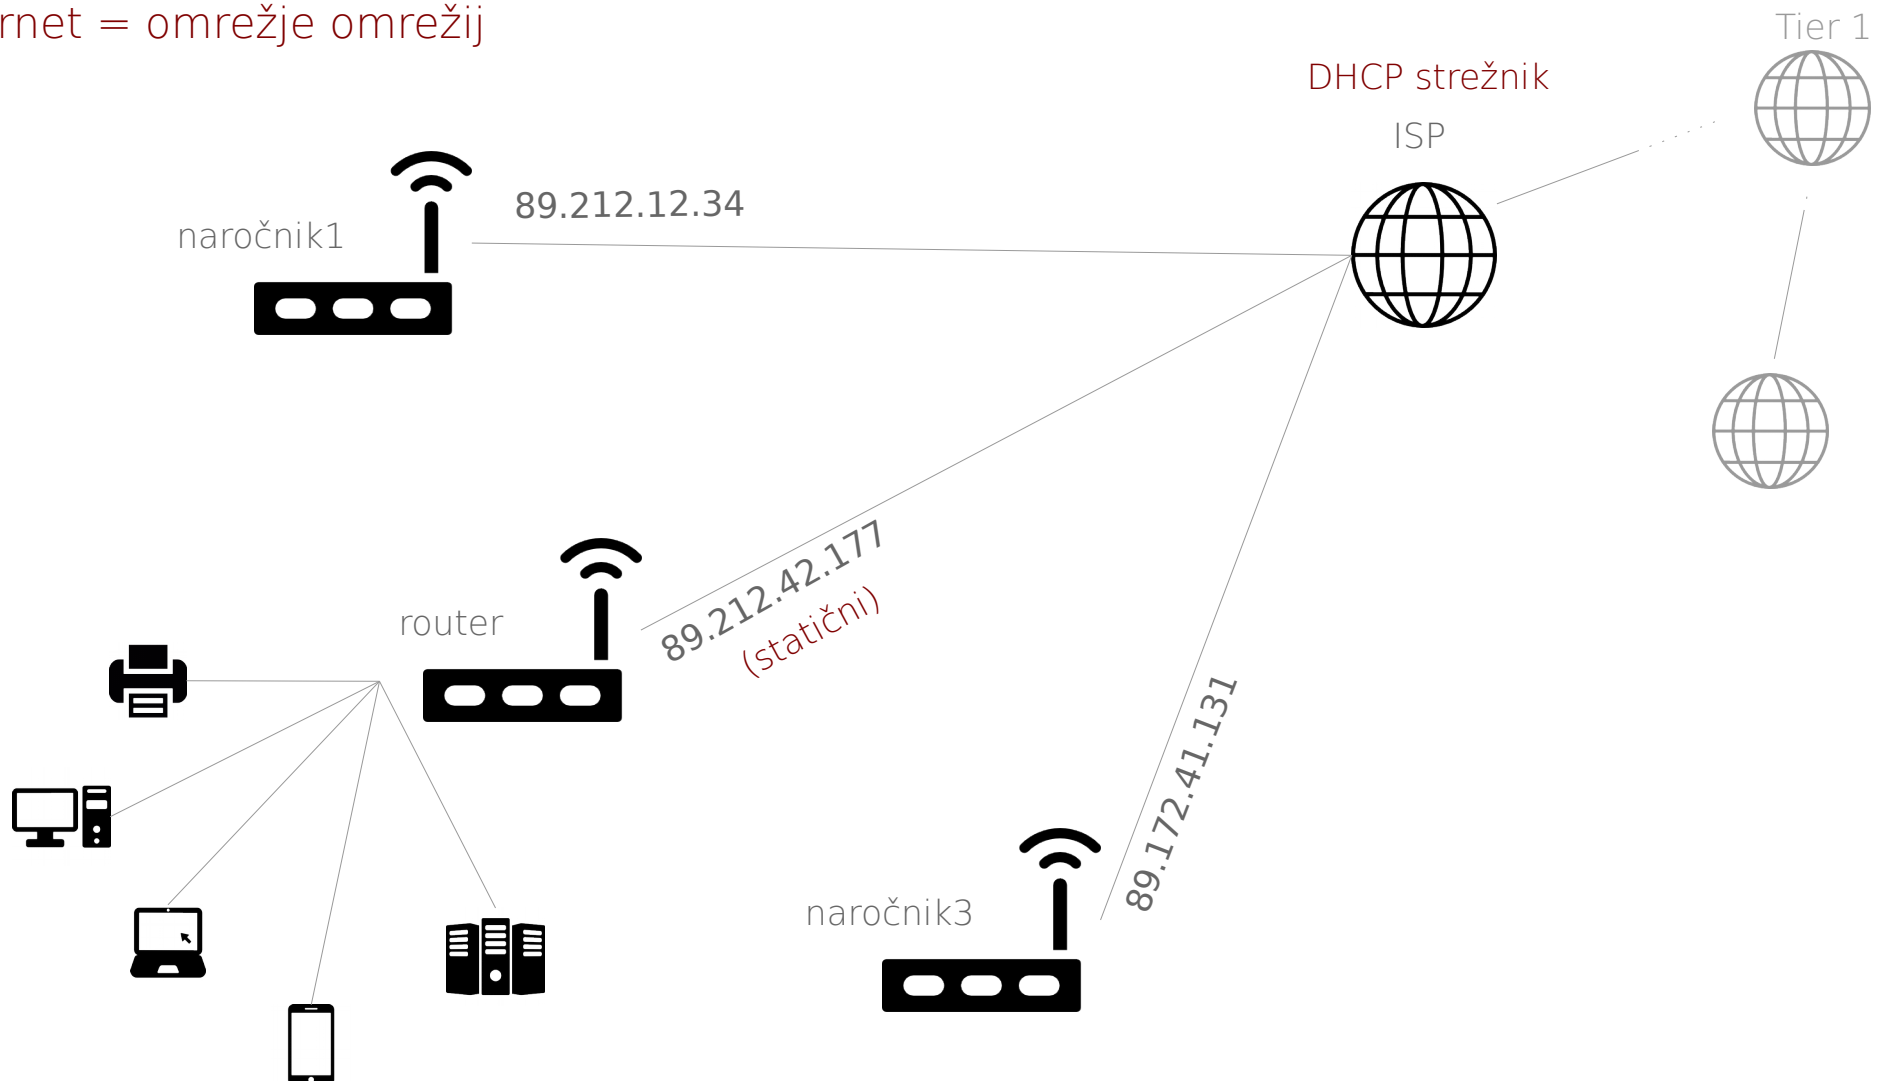 rnet = omrežje omrežij
Tier 1
DHCP strežnik
ISP
naročnik1
89.212.12.34
router
89.212.42.177
(statični)
naročnik3
89.172.41.131